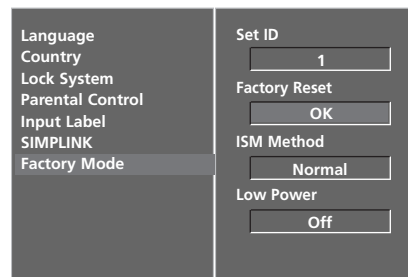 Language
Country
Lock System
Parental Control
Input Label
SIMPLINK
Factory Mode
Set ID
1
Factory Reset
OK
ISM Method
Normal
Low Power
Off